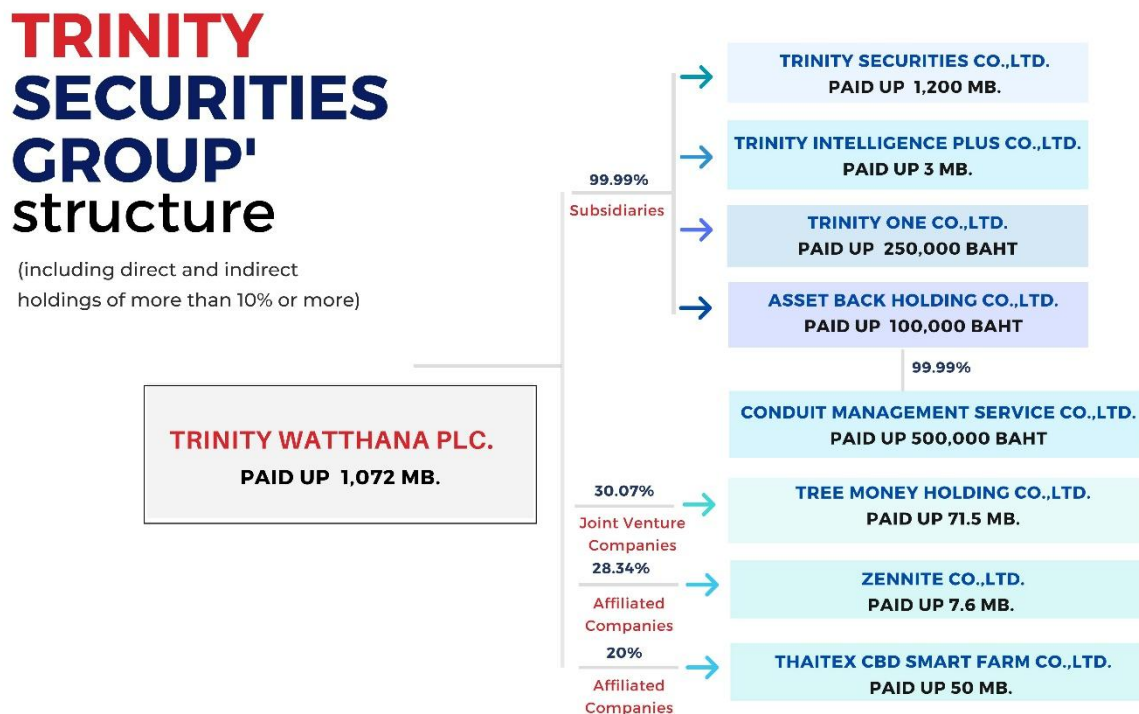 TRINITY
SECURITIES
GROUP'
structure
(including direct and indirect
holdings of more than 10% or more)
TRINITY WATTHANA PLC.
PAID UP 1,072 MB.
99.99%
Subsidiaries
TRINITY SECURITIES CO.,LTD.
PAID UP 1,200 MB.
TRINITY INTELLIGENCE PLUS CO.,LTD.
PAID UP 3 MB.
TRINITY ONE CO.,LTD.
PAID UP 250,000 BAHT
ASSET BACK HOLDING CO.,LTD.
PAID UP 100,000 BAHT
99.99%
CONDUIT MANAGEMENT SERVICE CO.,LTD.
PAID UP 500,000 BAHT
30.07%
Joint Venture
Companies
TREE MONEY HOLDING CO.,LTD.
PAID UP 71.5 MB.
28.34%
Affiliated
Companies
ZENNITE CO.,LTD.
PAID UP 7.6 MB.
20%
Affiliated
Companies
THAITEX CBD SMART FARM CO.,LTD.
PAID UP 50 MB.